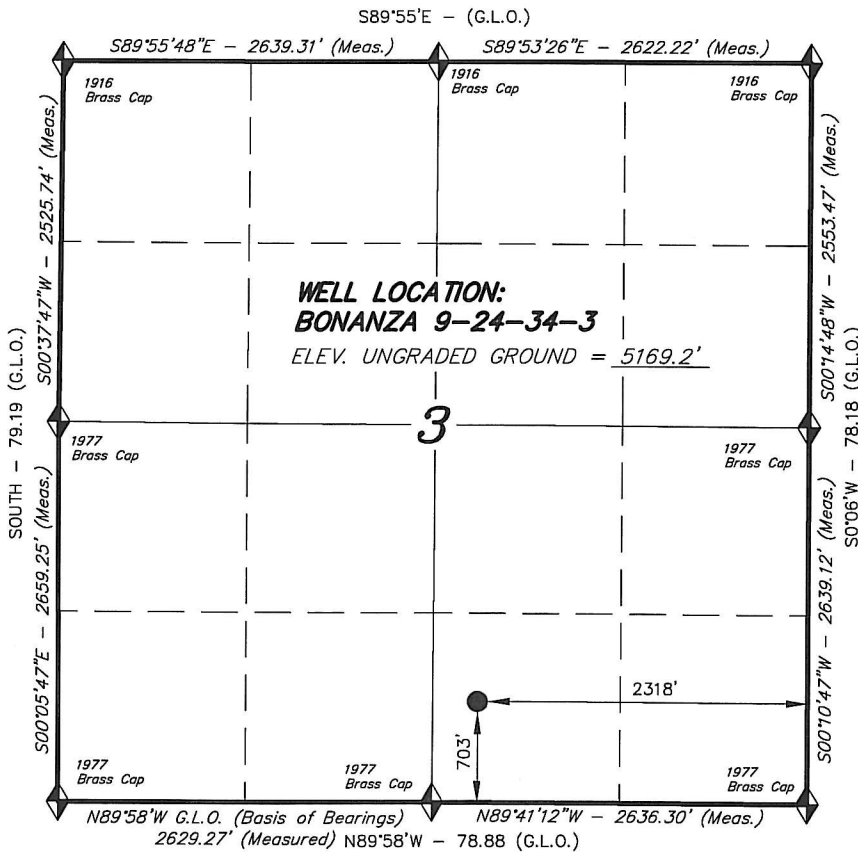 S89°55'E - (G.L.O.)
S89°55'48"E - 2639.31' (Meas.)
S89°53'26"E - 2622.22' (Meas.)
1916
Brass Cap
1916
Brass Cap
1916
Brass Cap
S00°37'47"W - 2525.74' (Meas.)
S00°14'48"W - 2553.47' (Meas.)
WELL LOCATION:
BONANZA 9-24-34-3
ELEV. UNGRADED GROUND = 5169.2'
SOUTH - 79.19 (G.L.O.)
S0°06'W - 78.18 (G.L.O.)
3
1977
Brass Cap
1977
Brass Cap
S00°05'47"E - 2659.25' (Meas.)
S00°10'47"W - 2639.12' (Meas.)
2318'
703'
1977
Brass Cap
1977
Brass Cap
1977
Brass Cap
N89°58'W G.L.O. (Basis of Bearings)
N89°41'12"W - 2636.30' (Meas.)
2629.27' (Measured)
N89°58'W - 78.88 (G.L.O.)